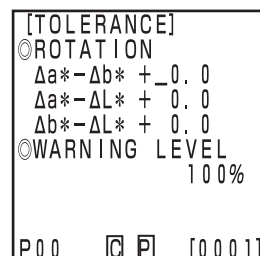 [TOLERANCE]
◎ROTATION
Δa*–Δb* +_0.0
Δa*–ΔL* + 0.0
Δb*–ΔL* + 0.0
◎WARNING LEVEL
100%
P00 C P [0001]